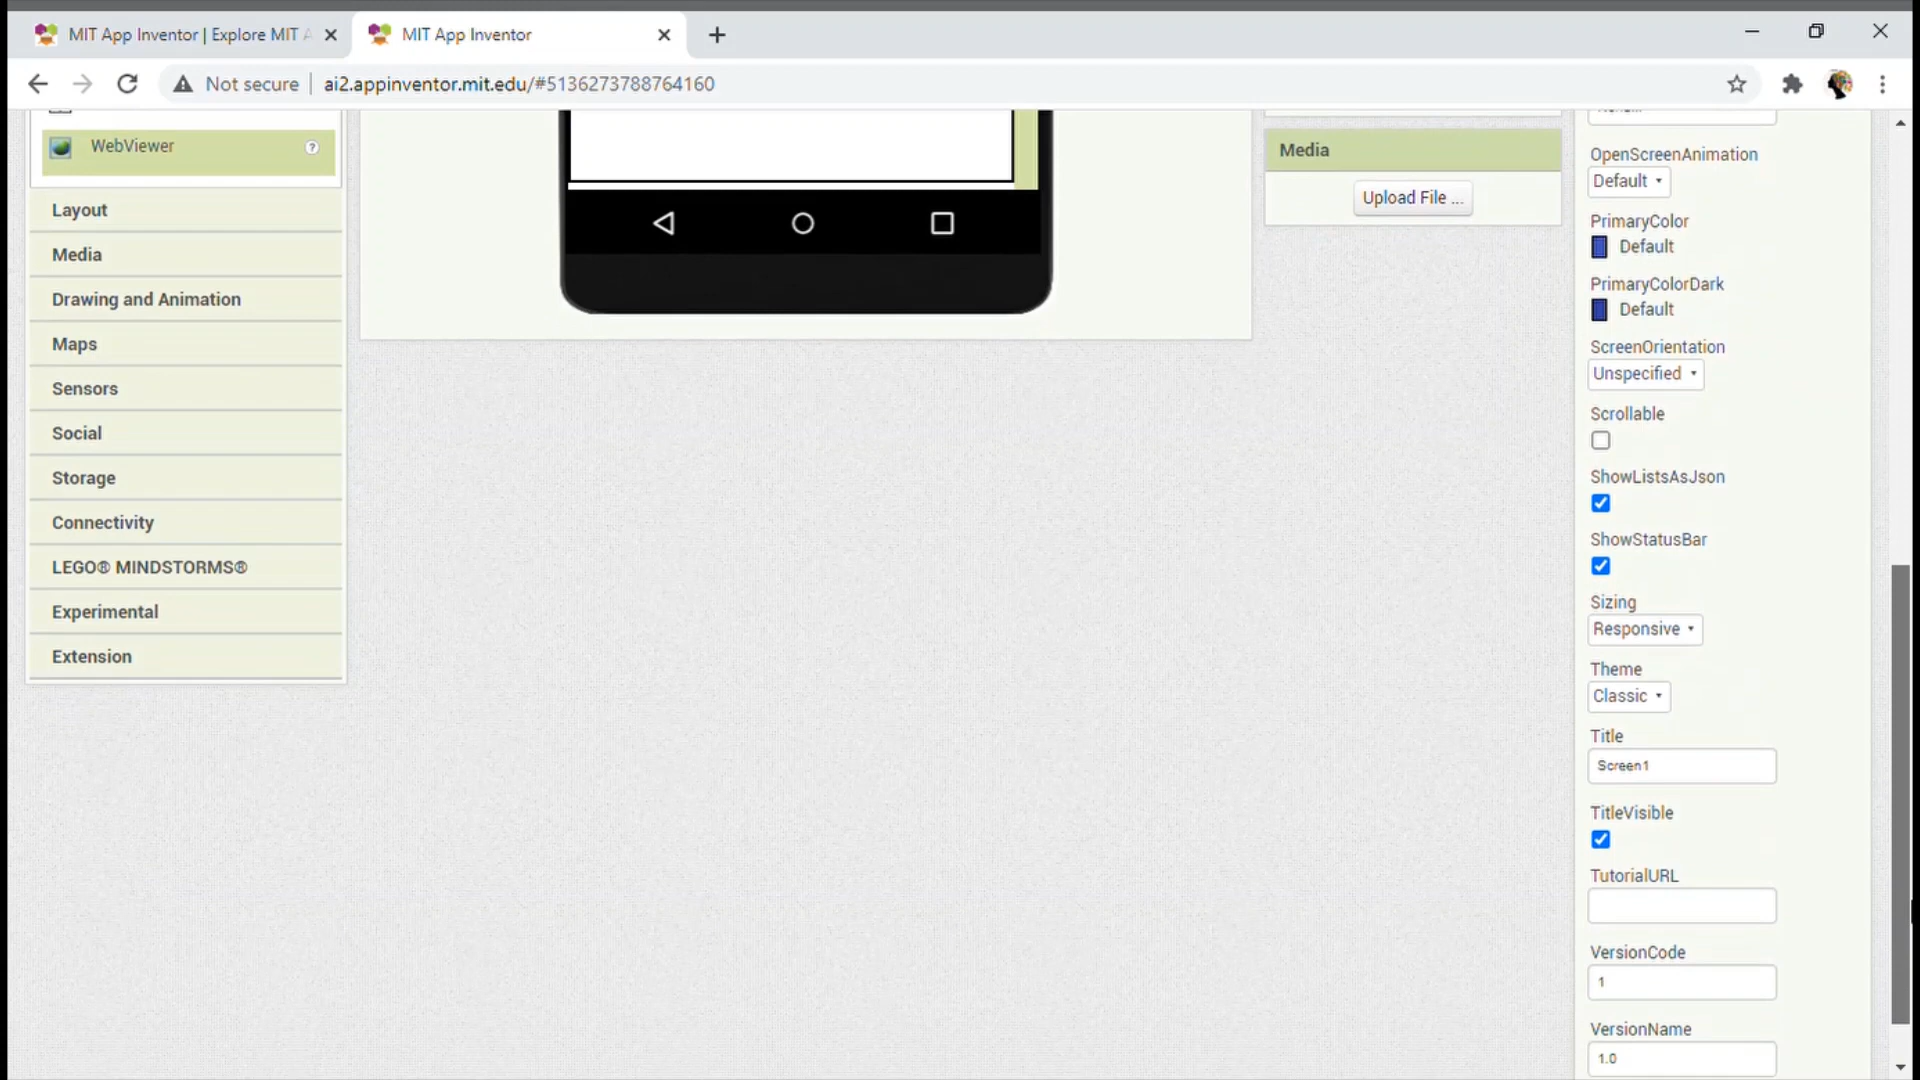 MIT App Inventor | Explore MIT A
MIT App Inventor
Not secure
ai2.appinventor.mit.edu/#5136273788764160
WebViewer
?
Layout
Media
Drawing and Animation
Maps
Sensors
Social
Storage
Connectivity
LEGO® MINDSTORMS®
Experimental
Extension
Media
Upload File ...
OpenScreenAnimation
Default
PrimaryColor
Default
PrimaryColorDark
Default
ScreenOrientation
Unspecified
Scrollable
ShowListsAsJson
ShowStatusBar
Sizing
Responsive
Theme
Classic
Title
Screen1
TitleVisible
TutorialURL
VersionCode
1
VersionName
1.0